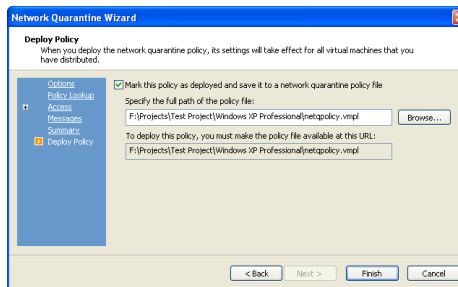 Network Quarantine Wizard
Deploy Policy
When you deploy the network quarantine policy, its settings will take effect for all virtual machines that you
have distributed.
Options
Policy Lookup
Access
Messages
Summary
Deploy Policy
Mark this policy as deployed and save it to a network quarantine policy file
Specify the full path of the policy file:
F:\Projects\Test Project\Windows XP Professional\netqpolicy.vmpl
Browse...
To deploy this policy, you must make the policy file available at this URL:
F:\Projects\Test Project\Windows XP Professional\netqpolicy.vmpl
< Back
Next >
Finish
Cancel